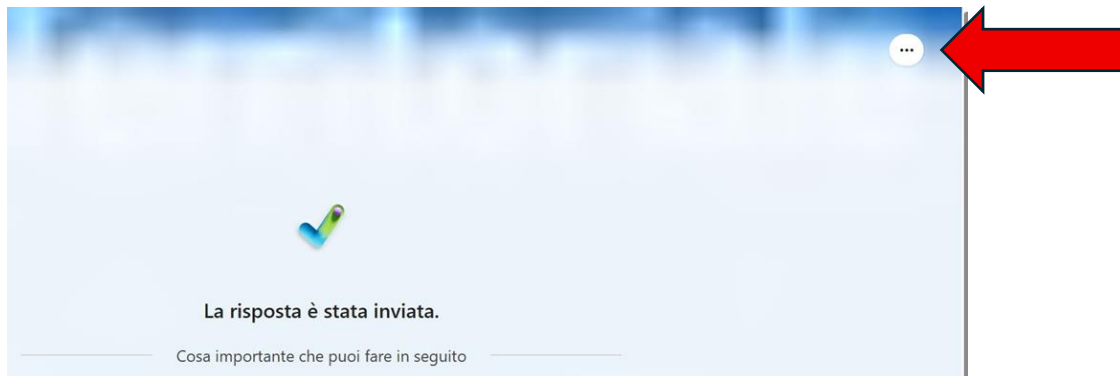 La risposta è stata inviata.
Cosa importante che puoi fare in seguito